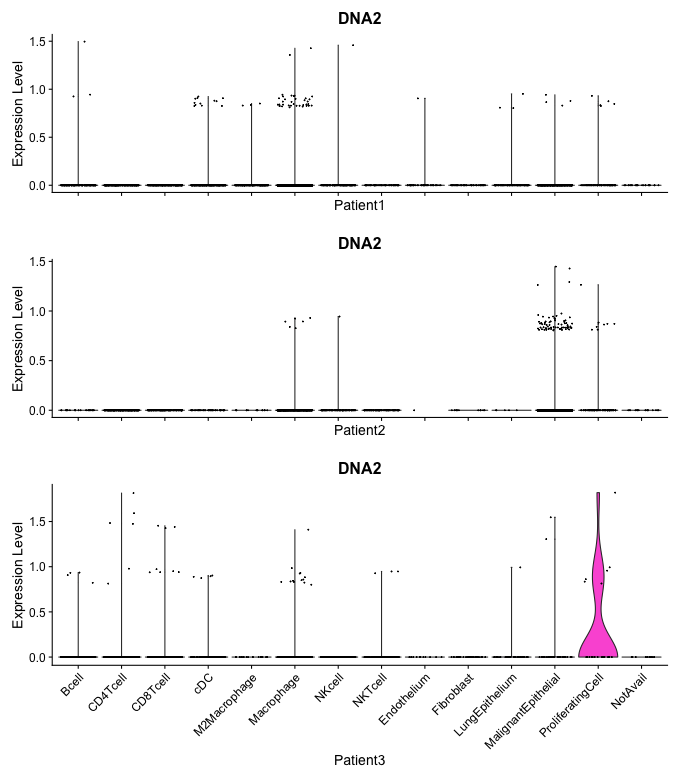 DNA2
Expression Level
1.5
1.0
0.5
0.0
Patient1
DNA2
Expression Level
1.5
1.0
0.5
0.0
Patient2
DNA2
Expression Level
1.5
1.0
0.5
0.0
Bcell
CD4Tcell
CD8Tcell
cDC
M2Macrophage
Macrophage
NKcell
NKTcell
Endothelium
Fibroblast
LungEpithelium
MalignantEpithelial
ProliferatingCell
NotAvail
Patient3